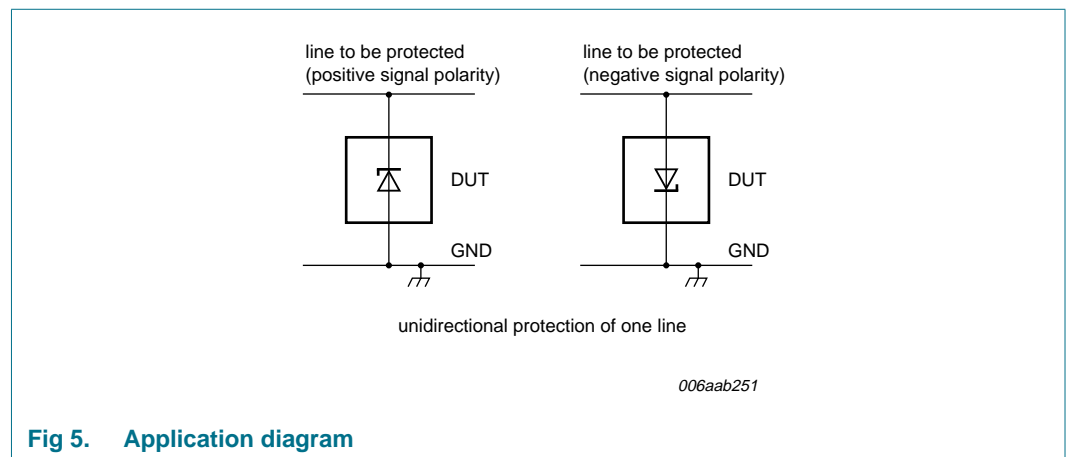 line to be protected
(positive signal polarity)
DUT
GND
line to be protected
(negative signal polarity)
DUT
GND
unidirectional protection of one line
006aab251
Fig 5. Application diagram